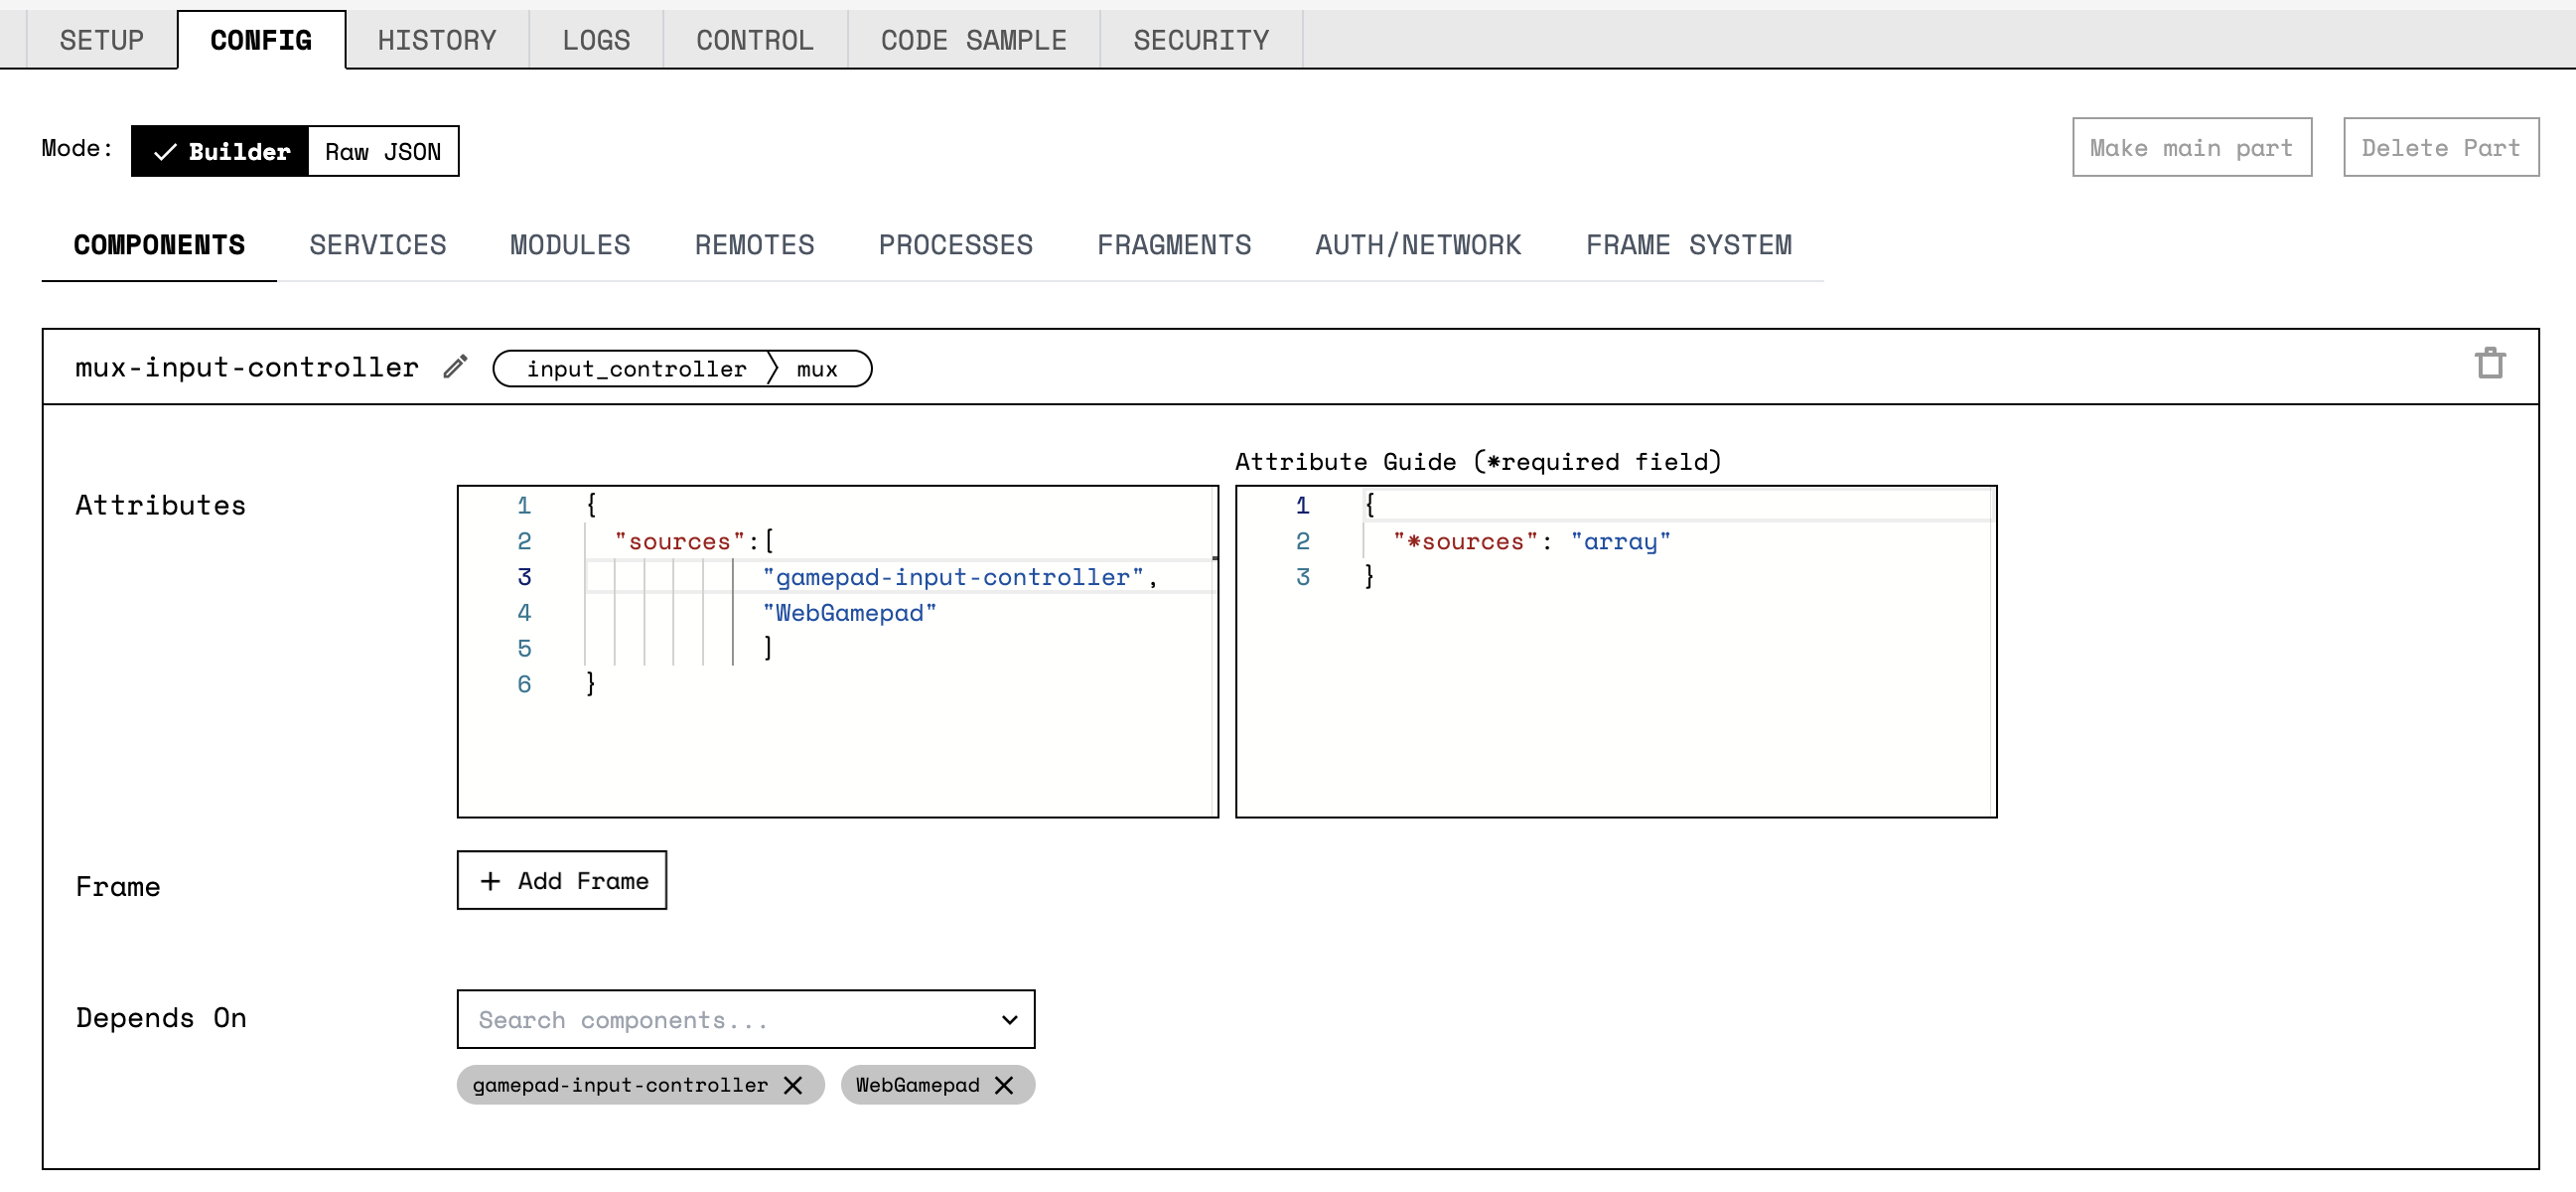 SETUP CONFIG HISTORY LOGS CONTROL CODE SAMPLE SECURITY
Mode: Builder Raw JSON Make main part Delete Part
COMPONENTS SERVICES MODULES REMOTES PROCESSES FRAGMENTS AUTH/NETWORK FRAME SYSTEM
mux-input-controller input_controller mux
Attribute Guide (*required field)
Attributes
1 {
2 "sources":[
3 "gamepad-input-controller",
4 "WebGamepad"
5 ]
6 }
1 {
2 "*sources": "array"
3 }
Frame + Add Frame
Depends On Search components...
gamepad-input-controller WebGamepad